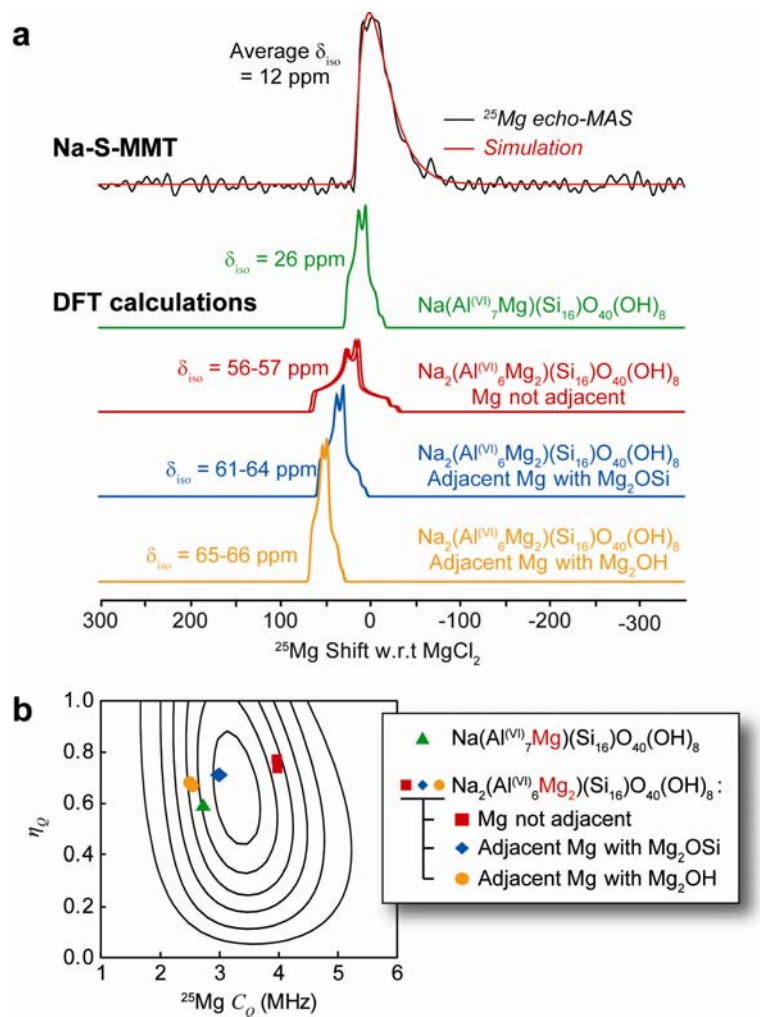 a
Average δiso
= 12 ppm
²⁵Mg echo-MAS
Simulation
Na-S-MMT
δiso = 26 ppm
DFT calculations
Na(Al⁽ⱽᴵ⁾₇Mg)(Si₁₆)O₄₀(OH)₈
δiso = 56-57 ppm
Na₂(Al⁽ⱽᴵ⁾₆Mg₂)(Si₁₆)O₄₀(OH)₈
Mg not adjacent
δiso = 61-64 ppm
Na₂(Al⁽ⱽᴵ⁾₆Mg₂)(Si₁₆)O₄₀(OH)₈
Adjacent Mg with Mg₂OSi
δiso = 65-66 ppm
Na₂(Al⁽ⱽᴵ⁾₆Mg₂)(Si₁₆)O₄₀(OH)₈
Adjacent Mg with Mg₂OH
300 200 100 0 -100 -200 -300
²⁵Mg Shift w.r.t MgCl₂
b
1.0
0.8
0.6
0.4
0.2
0.0
ηQ
1 2 3 4 5 6
²⁵Mg CQ (MHz)
Na(Al⁽ⱽᴵ⁾₇Mg)(Si₁₆)O₄₀(OH)₈
Na₂(Al⁽ⱽᴵ⁾₆Mg₂)(Si₁₆)O₄₀(OH)₈ :
Mg not adjacent
Adjacent Mg with Mg₂OSi
Adjacent Mg with Mg₂OH